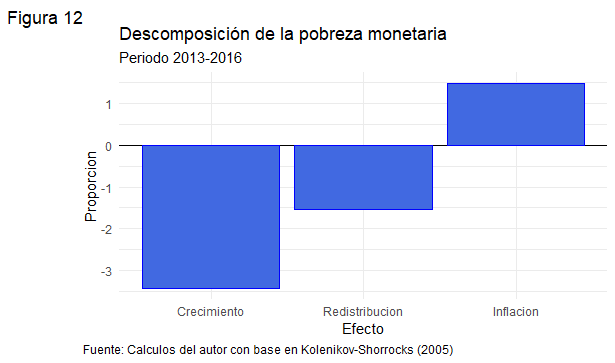 Figura 12
Descomposición de la pobreza monetaria
Periodo 2013-2016
Proporcion
1
0
-1
-2
-3
Crecimiento
Redistribucion
Inflacion
Efecto
Fuente: Calculos del autor con base en Kolenikov-Shorrocks (2005)